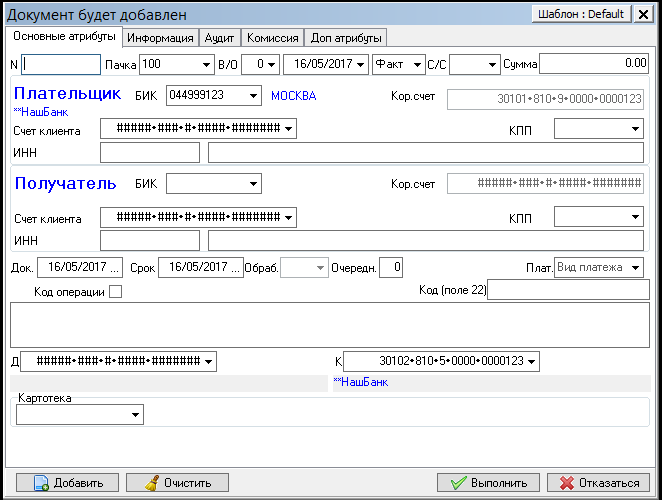 Документ будет добавлен Шаблон : Default
Основные атрибуты Информация Аудит Комиссия Доп атрибуты
N Пачка 100 В/О 0 16/05/2017 Факт С/С Сумма 0.00
Плательщик БИК 044999123 МОСКВА Кор.счет 30101•810•9•0000•0000123
**НашБанк
Счет клиента #####•###•#•####•####### КПП
ИНН
Получатель БИК Кор.счет #####•###•#•####•#######
Счет клиента #####•###•#•####•####### КПП
ИНН
Док. 16/05/2017 ... Срок 16/05/2017 ... Обраб. Очередн. 0 Плат. Вид платежа
Код операции Код (поле 22)
Д #####•###•#•####•####### К 30102•810•5•0000•0000123
**НашБанк
Картотека
Добавить Очистить Выполнить Отказаться